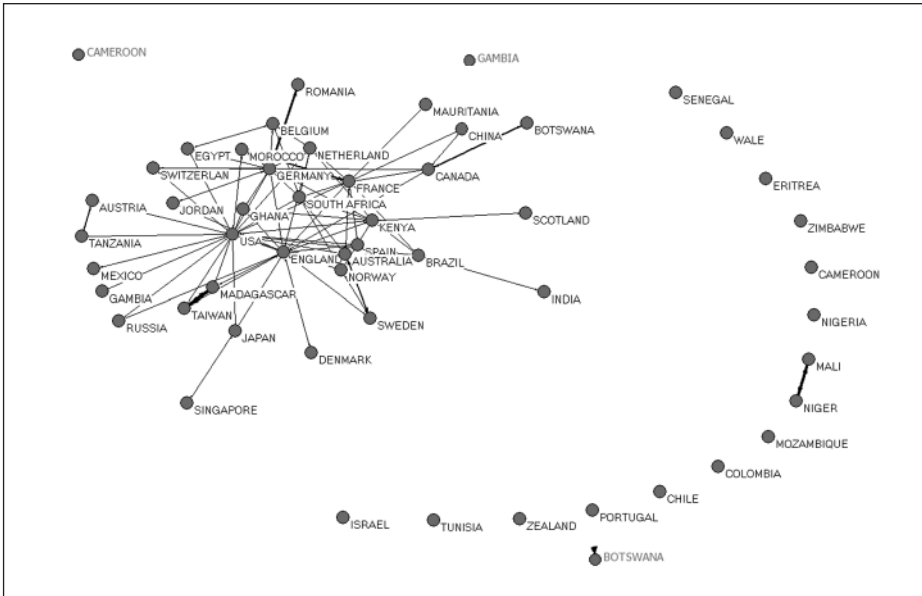 CAMEROON
GAMBIA
ROMANIA
SENEGAL
MAURITANIA
BELGIUM
CHINA
BOTSWANA
WALE
EGYPT
MOROCCO
NETHERLAND
SWITZERLAN
GERMANY
FRANCE
CANADA
ERITREA
AUSTRIA
JORDAN
GHANA
SOUTH AFRICA
KENYA
SCOTLAND
ZIMBABWE
TANZANIA
USA
ENGLAND
SPAIN
AUSTRALIA
BRAZIL
MEXICO
NORWAY
CAMEROON
GAMBIA
MADAGASCAR
INDIA
RUSSIA
TAIWAN
SWEDEN
NIGERIA
JAPAN
DENMARK
MALI
SINGAPORE
NIGER
MOZAMBIQUE
COLOMBIA
CHILE
ISRAEL
TUNISIA
ZEALAND
PORTUGAL
BOTSWANA